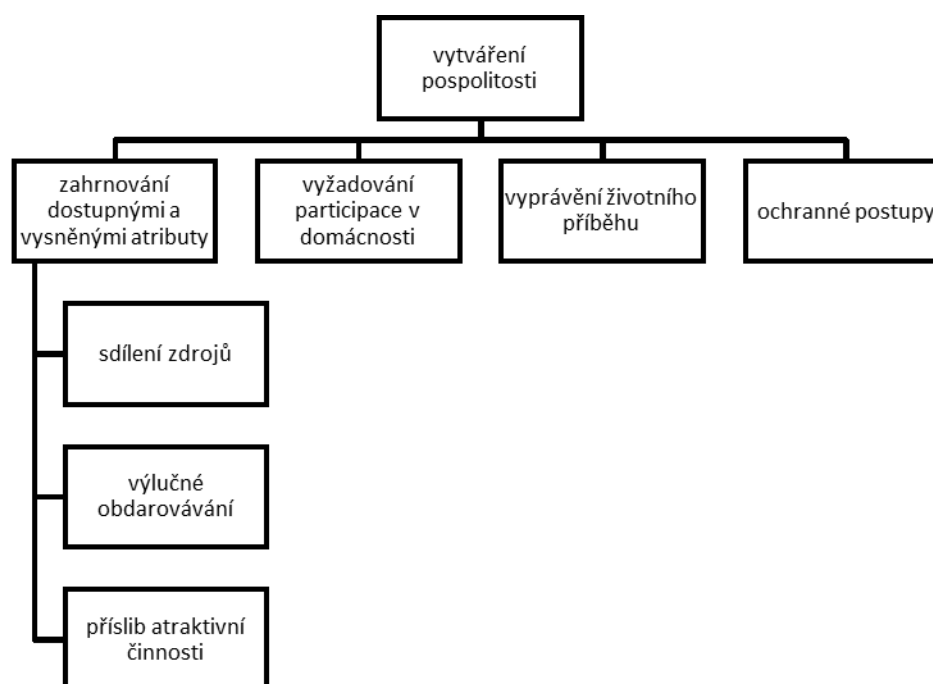 vytváření
pospolitosti
zahrnování
dostupnými a
vysněnými atributy
vyžadování
participace v
domácnosti
vyprávění životního
příběhu
ochranné postupy
sdílení zdrojů
výlučné
obdarovávání
příslib atraktivní
činnosti